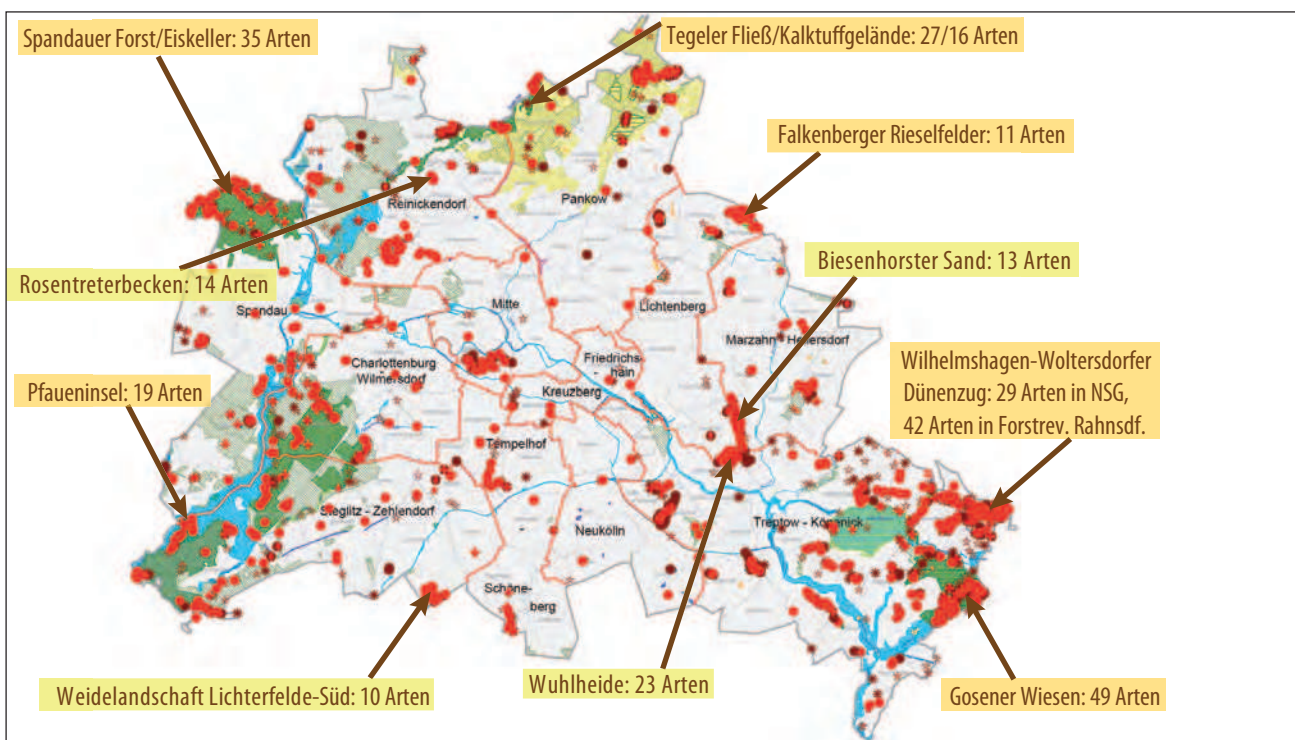 Spandauer Forst/Eiskeller: 35 Arten
Tegeler Fließ/Kalktuffgelände: 27/16 Arten
Falkenberger Rieselfelder: 11 Arten
Reinickendorf
Pankow
Biesenhorster Sand: 13 Arten
Rosentreterbecken: 14 Arten
Mitte
Lichtenberg
Spandau
Marzahn - Hellersdorf
Charlottenburg
Wilmersdorf
Friedrichs-
hain
Kreuzberg
Wilhelmshagen-Woltersdorfer
Dünenzug: 29 Arten in NSG,
42 Arten in Forstrev. Rahnsdf.
Pfaueninsel: 19 Arten
Tempelhof
Steglitz - Zehlendorf
Neukölln
Treptow - Köpenick
Schöne-
berg
Weidelandschaft Lichterfelde-Süd: 10 Arten
Wuhlheide: 23 Arten
Gosener Wiesen: 49 Arten